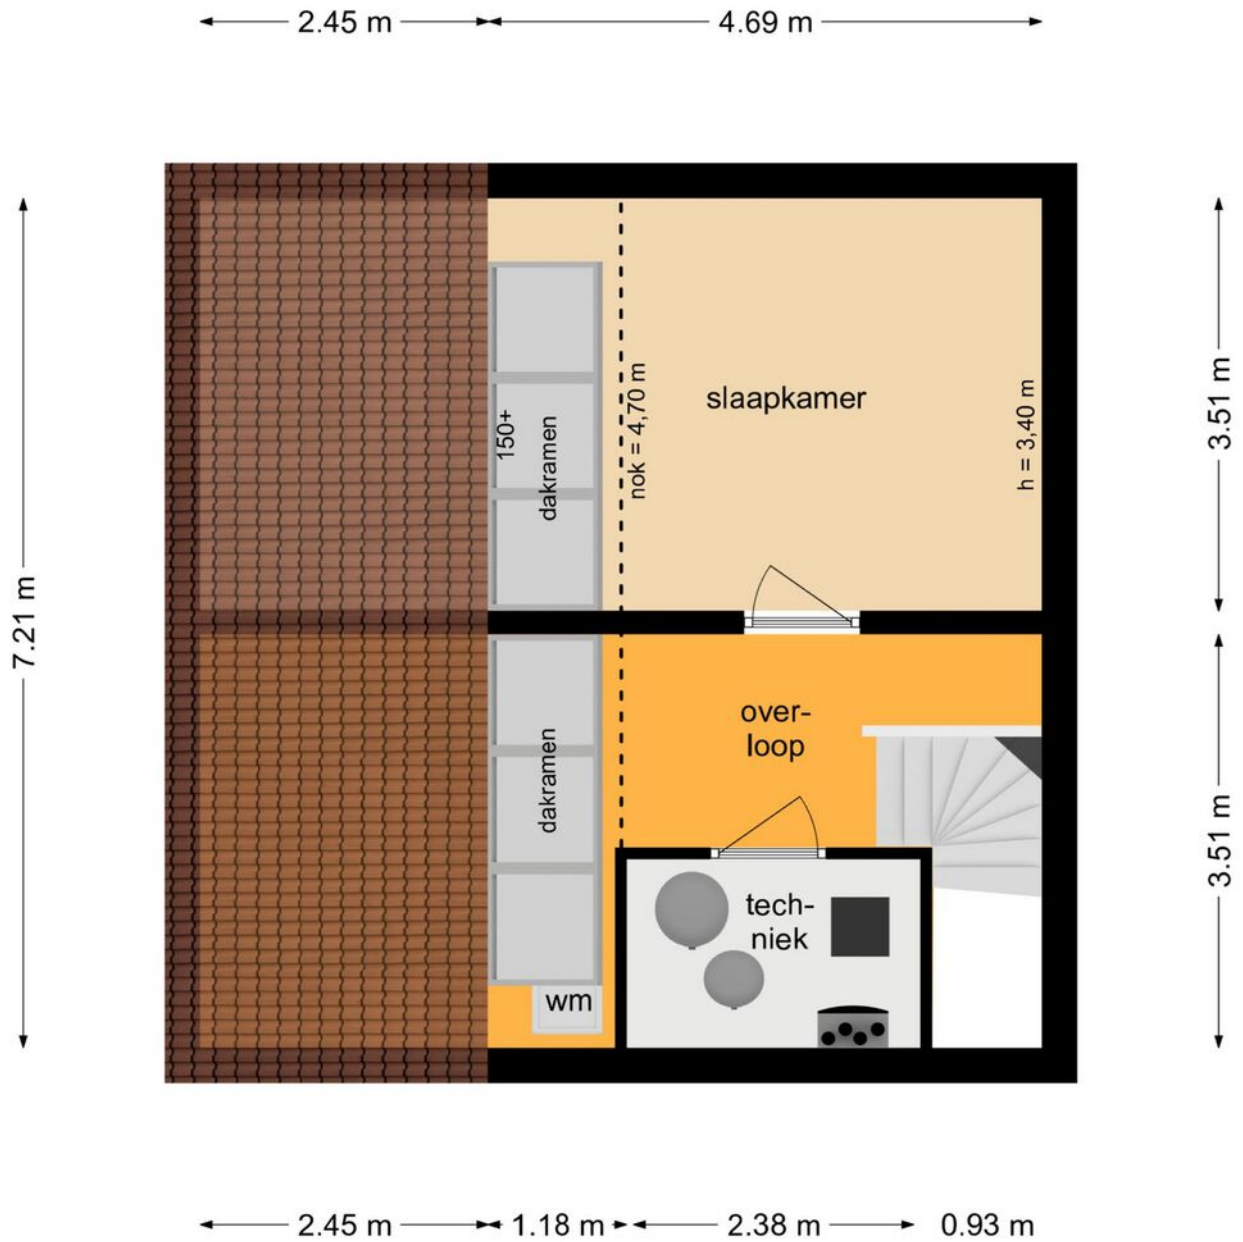 2.45 m
4.69 m
7.21 m
3.51 m
3.51 m
slaapkamer
150+
dakramen
nok = 4,70 m
h = 3,40 m
over-
loop
dakramen
tech-
niek
wm
2.45 m
1.18 m
2.38 m
0.93 m